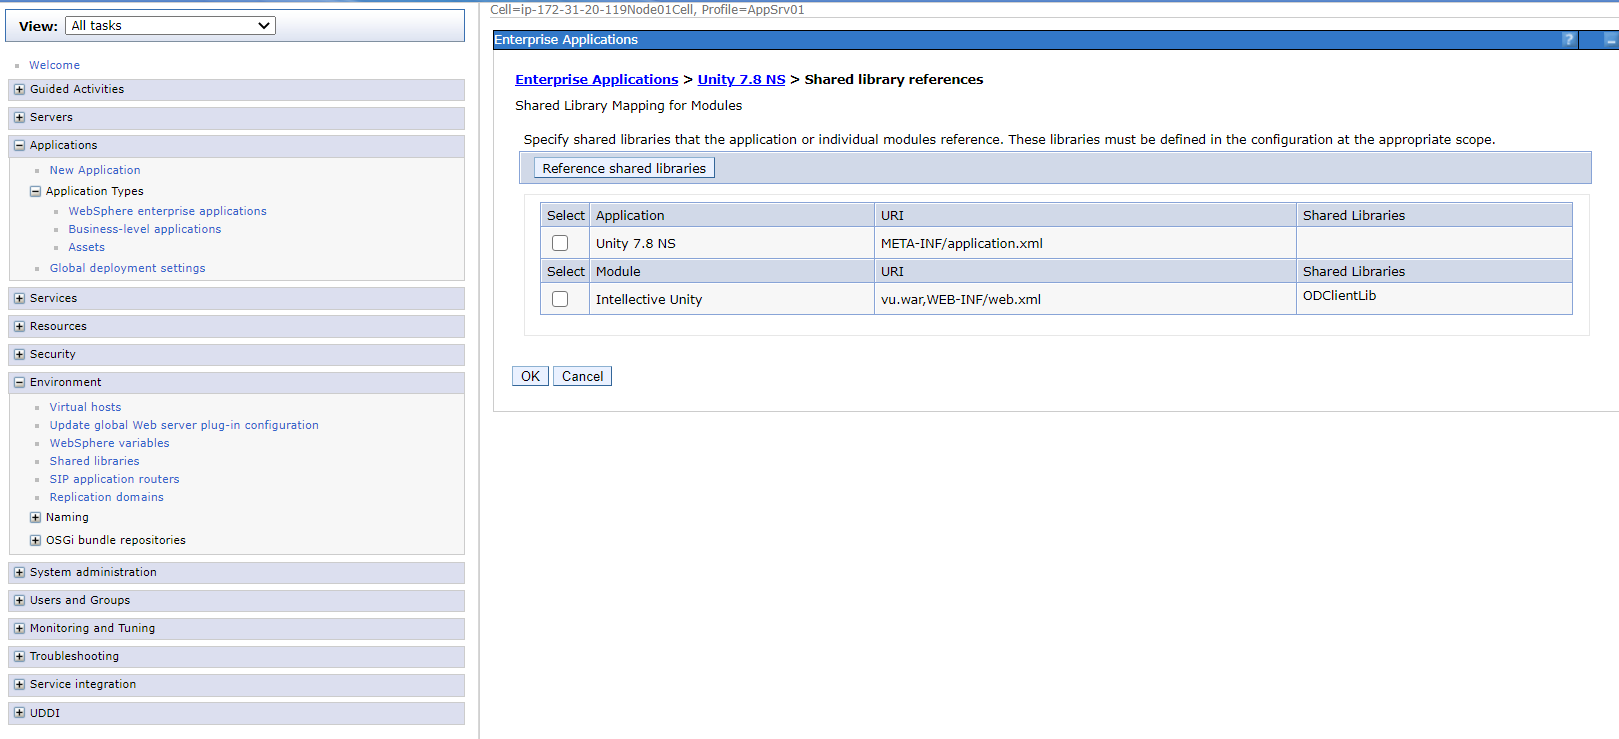 Cell=ip-172-31-20-119Node01Cell, Profile=AppSrv01
View: All tasks
Welcome
Guided Activities
Servers
Applications
New Application
Application Types
WebSphere enterprise applications
Business-level applications
Assets
Global deployment settings
Services
Resources
Security
Environment
Virtual hosts
Update global Web server plug-in configuration
WebSphere variables
Shared libraries
SIP application routers
Replication domains
Naming
OSGi bundle repositories
System administration
Users and Groups
Monitoring and Tuning
Troubleshooting
Service integration
UDDI
Enterprise Applications ?
Enterprise Applications > Unity 7.8 NS > Shared library references
Shared Library Mapping for Modules
Specify shared libraries that the application or individual modules reference. These libraries must be defined in the configuration at the appropriate scope.
Reference shared libraries
Select Application URI Shared Libraries
Unity 7.8 NS META-INF/application.xml
Select Module URI Shared Libraries
Intellective Unity vu.war,WEB-INF/web.xml ODClientLib
OK Cancel